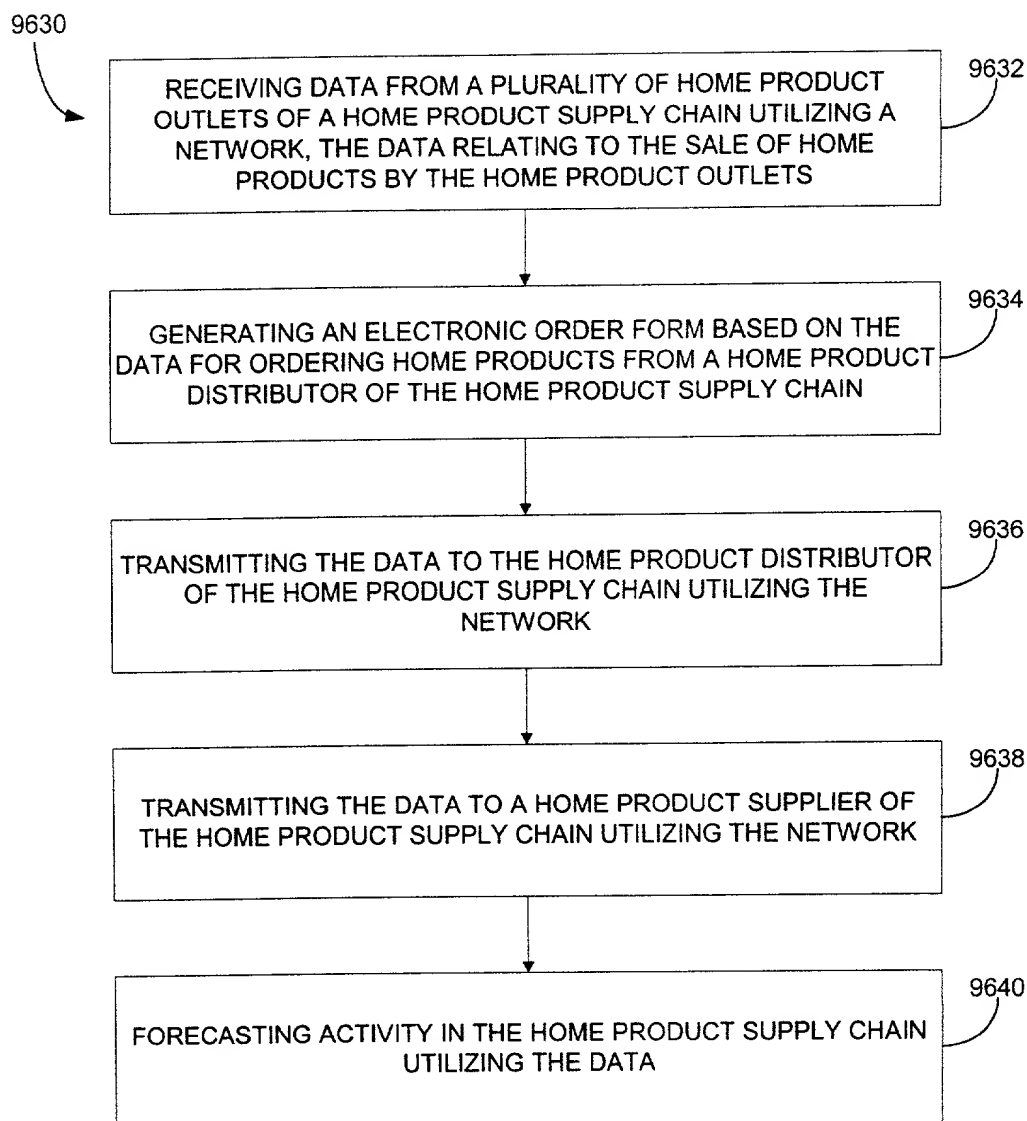 9630
RECEIVING DATA FROM A PLURALITY OF HOME PRODUCT
OUTLETS OF A HOME PRODUCT SUPPLY CHAIN UTILIZING A
NETWORK, THE DATA RELATING TO THE SALE OF HOME
PRODUCTS BY THE HOME PRODUCT OUTLETS
9632
GENERATING AN ELECTRONIC ORDER FORM BASED ON THE
DATA FOR ORDERING HOME PRODUCTS FROM A HOME PRODUCT
DISTRIBUTOR OF THE HOME PRODUCT SUPPLY CHAIN
9634
TRANSMITTING THE DATA TO THE HOME PRODUCT DISTRIBUTOR
OF THE HOME PRODUCT SUPPLY CHAIN UTILIZING THE
NETWORK
9636
TRANSMITTING THE DATA TO A HOME PRODUCT SUPPLIER OF
THE HOME PRODUCT SUPPLY CHAIN UTILIZING THE NETWORK
9638
FORECASTING ACTIVITY IN THE HOME PRODUCT SUPPLY CHAIN
UTILIZING THE DATA
9640